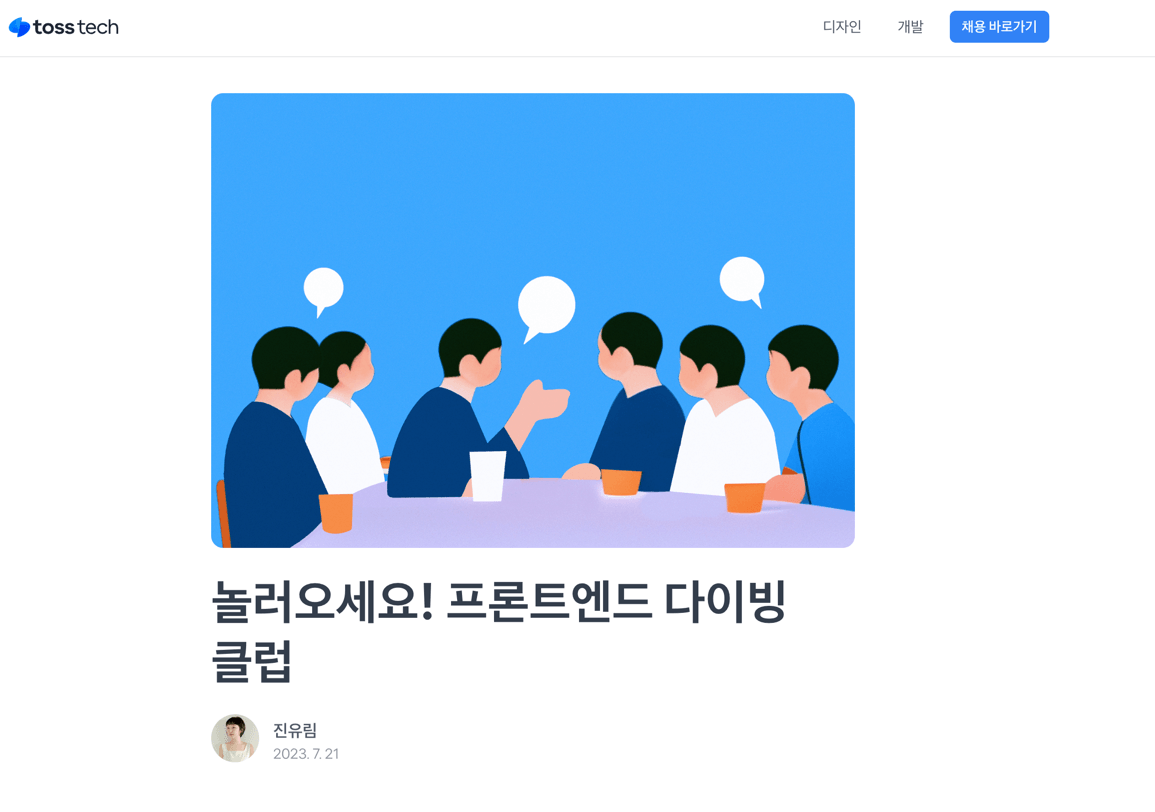 toss tech
디자인
개발
채용 바로가기
놀러오세요! 프론트엔드 다이빙
클럽
진유림
2023. 7. 21